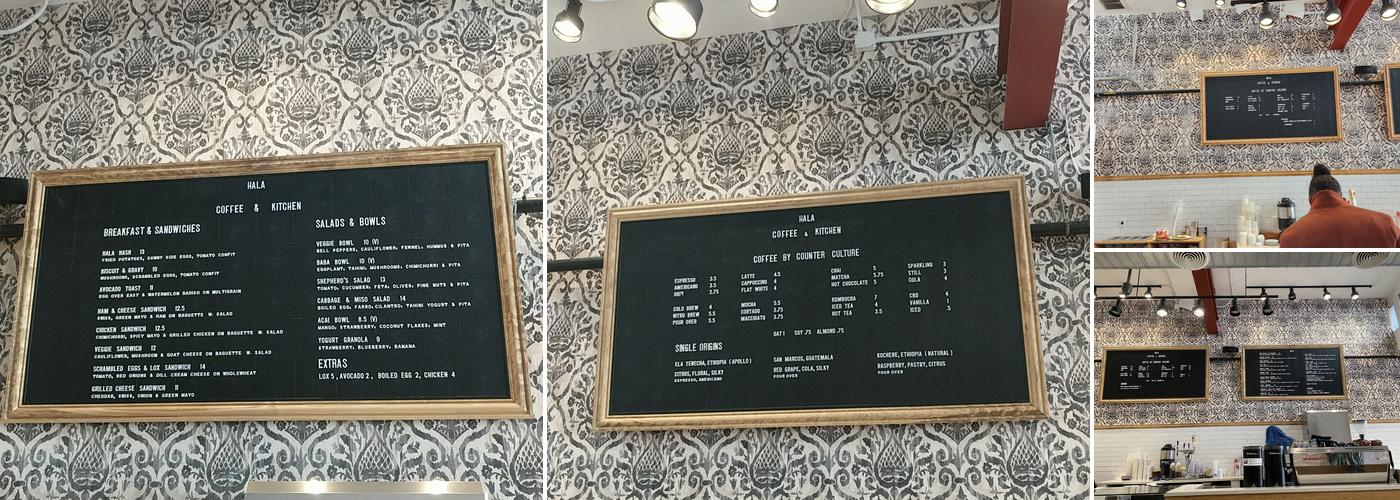 HALA
COFFEE & KITCHEN
BREAKFAST & SANDWICHES
HALA HASH 13
FRIED POTATOES, SUNNY SIDE EGGS, TOMATO CONFIT
BISCUIT & GRAVY 10
MUSHROOMS, SCRAMBLED EGGS, TOMATO CONFIT
AVOCADO TOAST 11
EGG OVER EASY & WATERMELON RADISH ON MULTIGRAIN
HAM & CHEESE SANDWICH 12.5
SWISS, GREEN MAYO & HAM ON BAGUETTE W. SALAD
CHICKEN SANDWICH 12.5
CHIMICHURRI, SPICY MAYO & GRILLED CHICKEN ON BAGUETTE W. SALAD
VEGGIE SANDWICH 12
CAULIFLOWER, MUSHROOM & GOAT CHEESE ON BAGUETTE W. SALAD
SCRAMBLED EGGS & LOX SANDWICH 14
TOMATO, RED ONIONS & DILL CREAM CHEESE ON WHOLEWHEAT
GRILLED CHEESE SANDWICH 11
CHEDDAR, SWISS, ONION & GREEN MAYO
SALADS & BOWLS
VEGGIE BOWL 10 (V)
BELL PEPPERS, CAULIFLOWER, FENNEL, HUMMUS & PITA
BABA BOWL 10 (V)
EGGPLANT, TAHINI, MUSHROOMS, CHIMICHURRI & PITA
SHEPHERD'S SALAD 13
TOMATO, CUCUMBER, FETA, OLIVES, PINE NUTS & PITA
CABBAGE & MISO SALAD 14
BOILED EGG, FARRO, CILANTRO, TAHINI YOGURT & PITA
ACAI BOWL 8.5 (V)
MANGO, STRAWBERRY, COCONUT FLAKES, MINT
YOGURT GRANOLA 9
STRAWBERRY, BLUEBERRY, BANANA
EXTRAS
LOX 5, AVOCADO 2, BOILED EGG 2, CHICKEN 4
HALA
COFFEE & KITCHEN
COFFEE BY COUNTER CULTURE
ESPRESSO 3.5
AMERICANO 3.5
DRIP 2.75
COLD BREW 4
NITRO BREW 5.5
POUR OVER 5.5
LATTE 4.5
CAPPUCCINO 4
FLAT WHITE 4
MOCHA 5.5
CORTADO 3.75
MACCHIATO 3.75
CHAI 5
MATCHA 5.75
HOT CHOCOLATE 5
KOMBUCHA 7
ICED TEA 4
HOT TEA 3.5
SPARKLING 3
STILL 3
COLA 4
CBD 4
VANILLA 1
ICED .5
OAT 1 SOY .75 ALMOND .75
SINGLE ORIGINS
ELA TENECHA, ETHIOPIA (APOLLO)
CITRUS, FLORAL, SILKY
ESPRESSO, AMERICANO
SAN MARCOS, GUATEMALA
RED GRAPE, COLA, SILKY
POUR OVER
KOCHERE, ETHIOPIA (NATURAL)
RASPBERRY, PASTRY, CITRUS
POUR OVER
HALA
COFFEE & KITCHEN
COFFEE BY COUNTER CULTURE